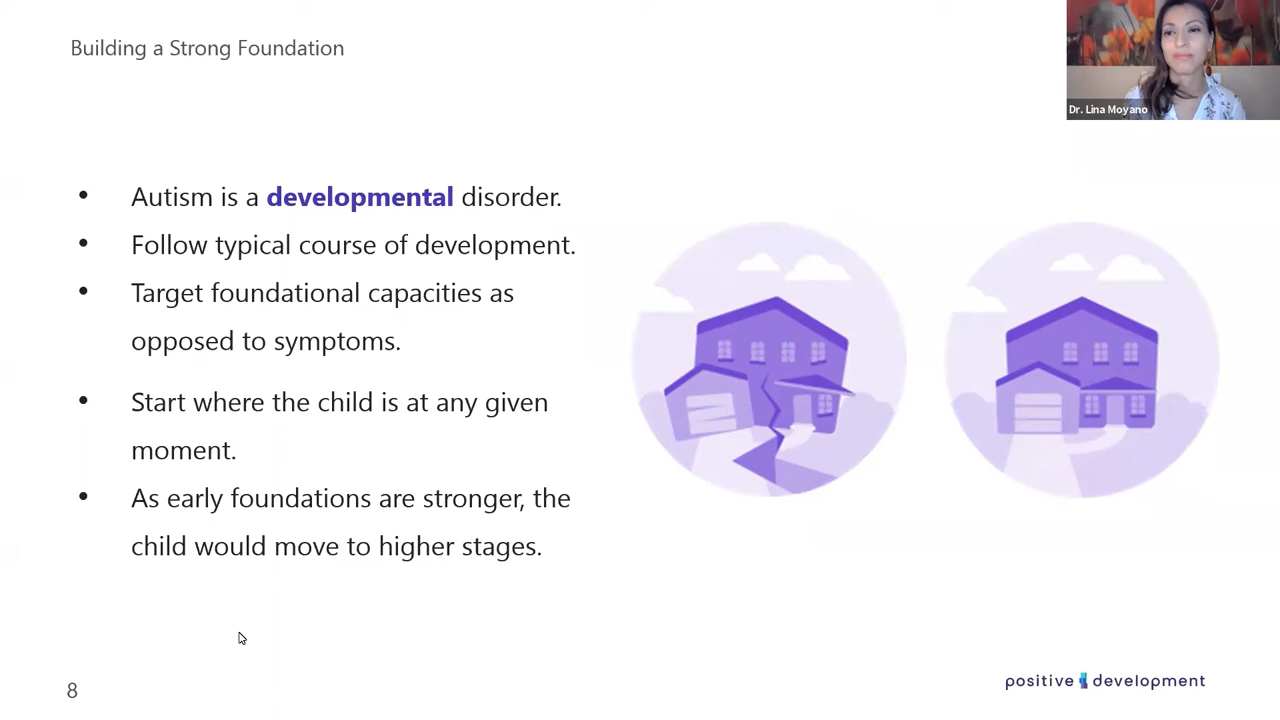 Building a Strong Foundation
Dr. Lina Moyano
• Autism is a developmental disorder.
• Follow typical course of development.
• Target foundational capacities as
opposed to symptoms.
• Start where the child is at any given
moment.
• As early foundations are stronger, the
child would move to higher stages.
8
positive development